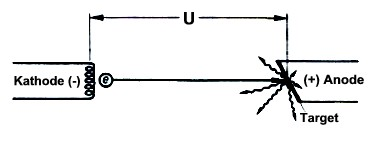 U
Kathode (-)
e
(+) Anode
Target